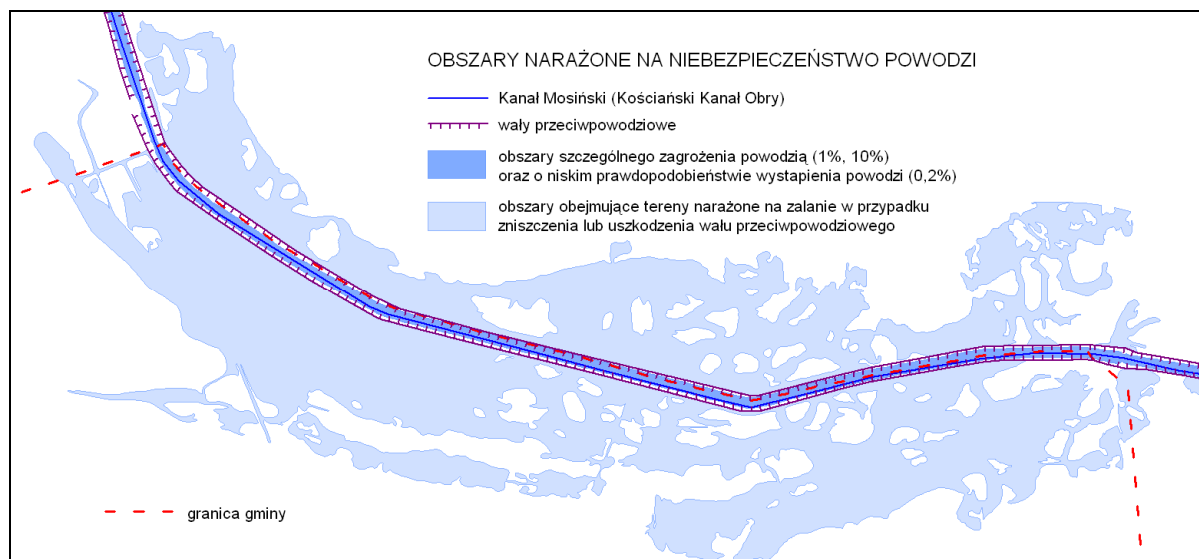 OBSZARY NARAŻONE NA NIEBEZPIECZEŃSTWO POWODZI
Kanał Mosiński (Kościański Kanał Obry)
wały przeciwpowodziowe
obszary szczególnego zagrożenia powodzią (1%, 10%)
oraz o niskim prawdopodobieństwie wystapienia powodzi (0,2%)
obszary obejmujące tereny narażone na zalanie w przypadku
zniszczenia lub uszkodzenia wału przeciwpowodziowego
granica gminy